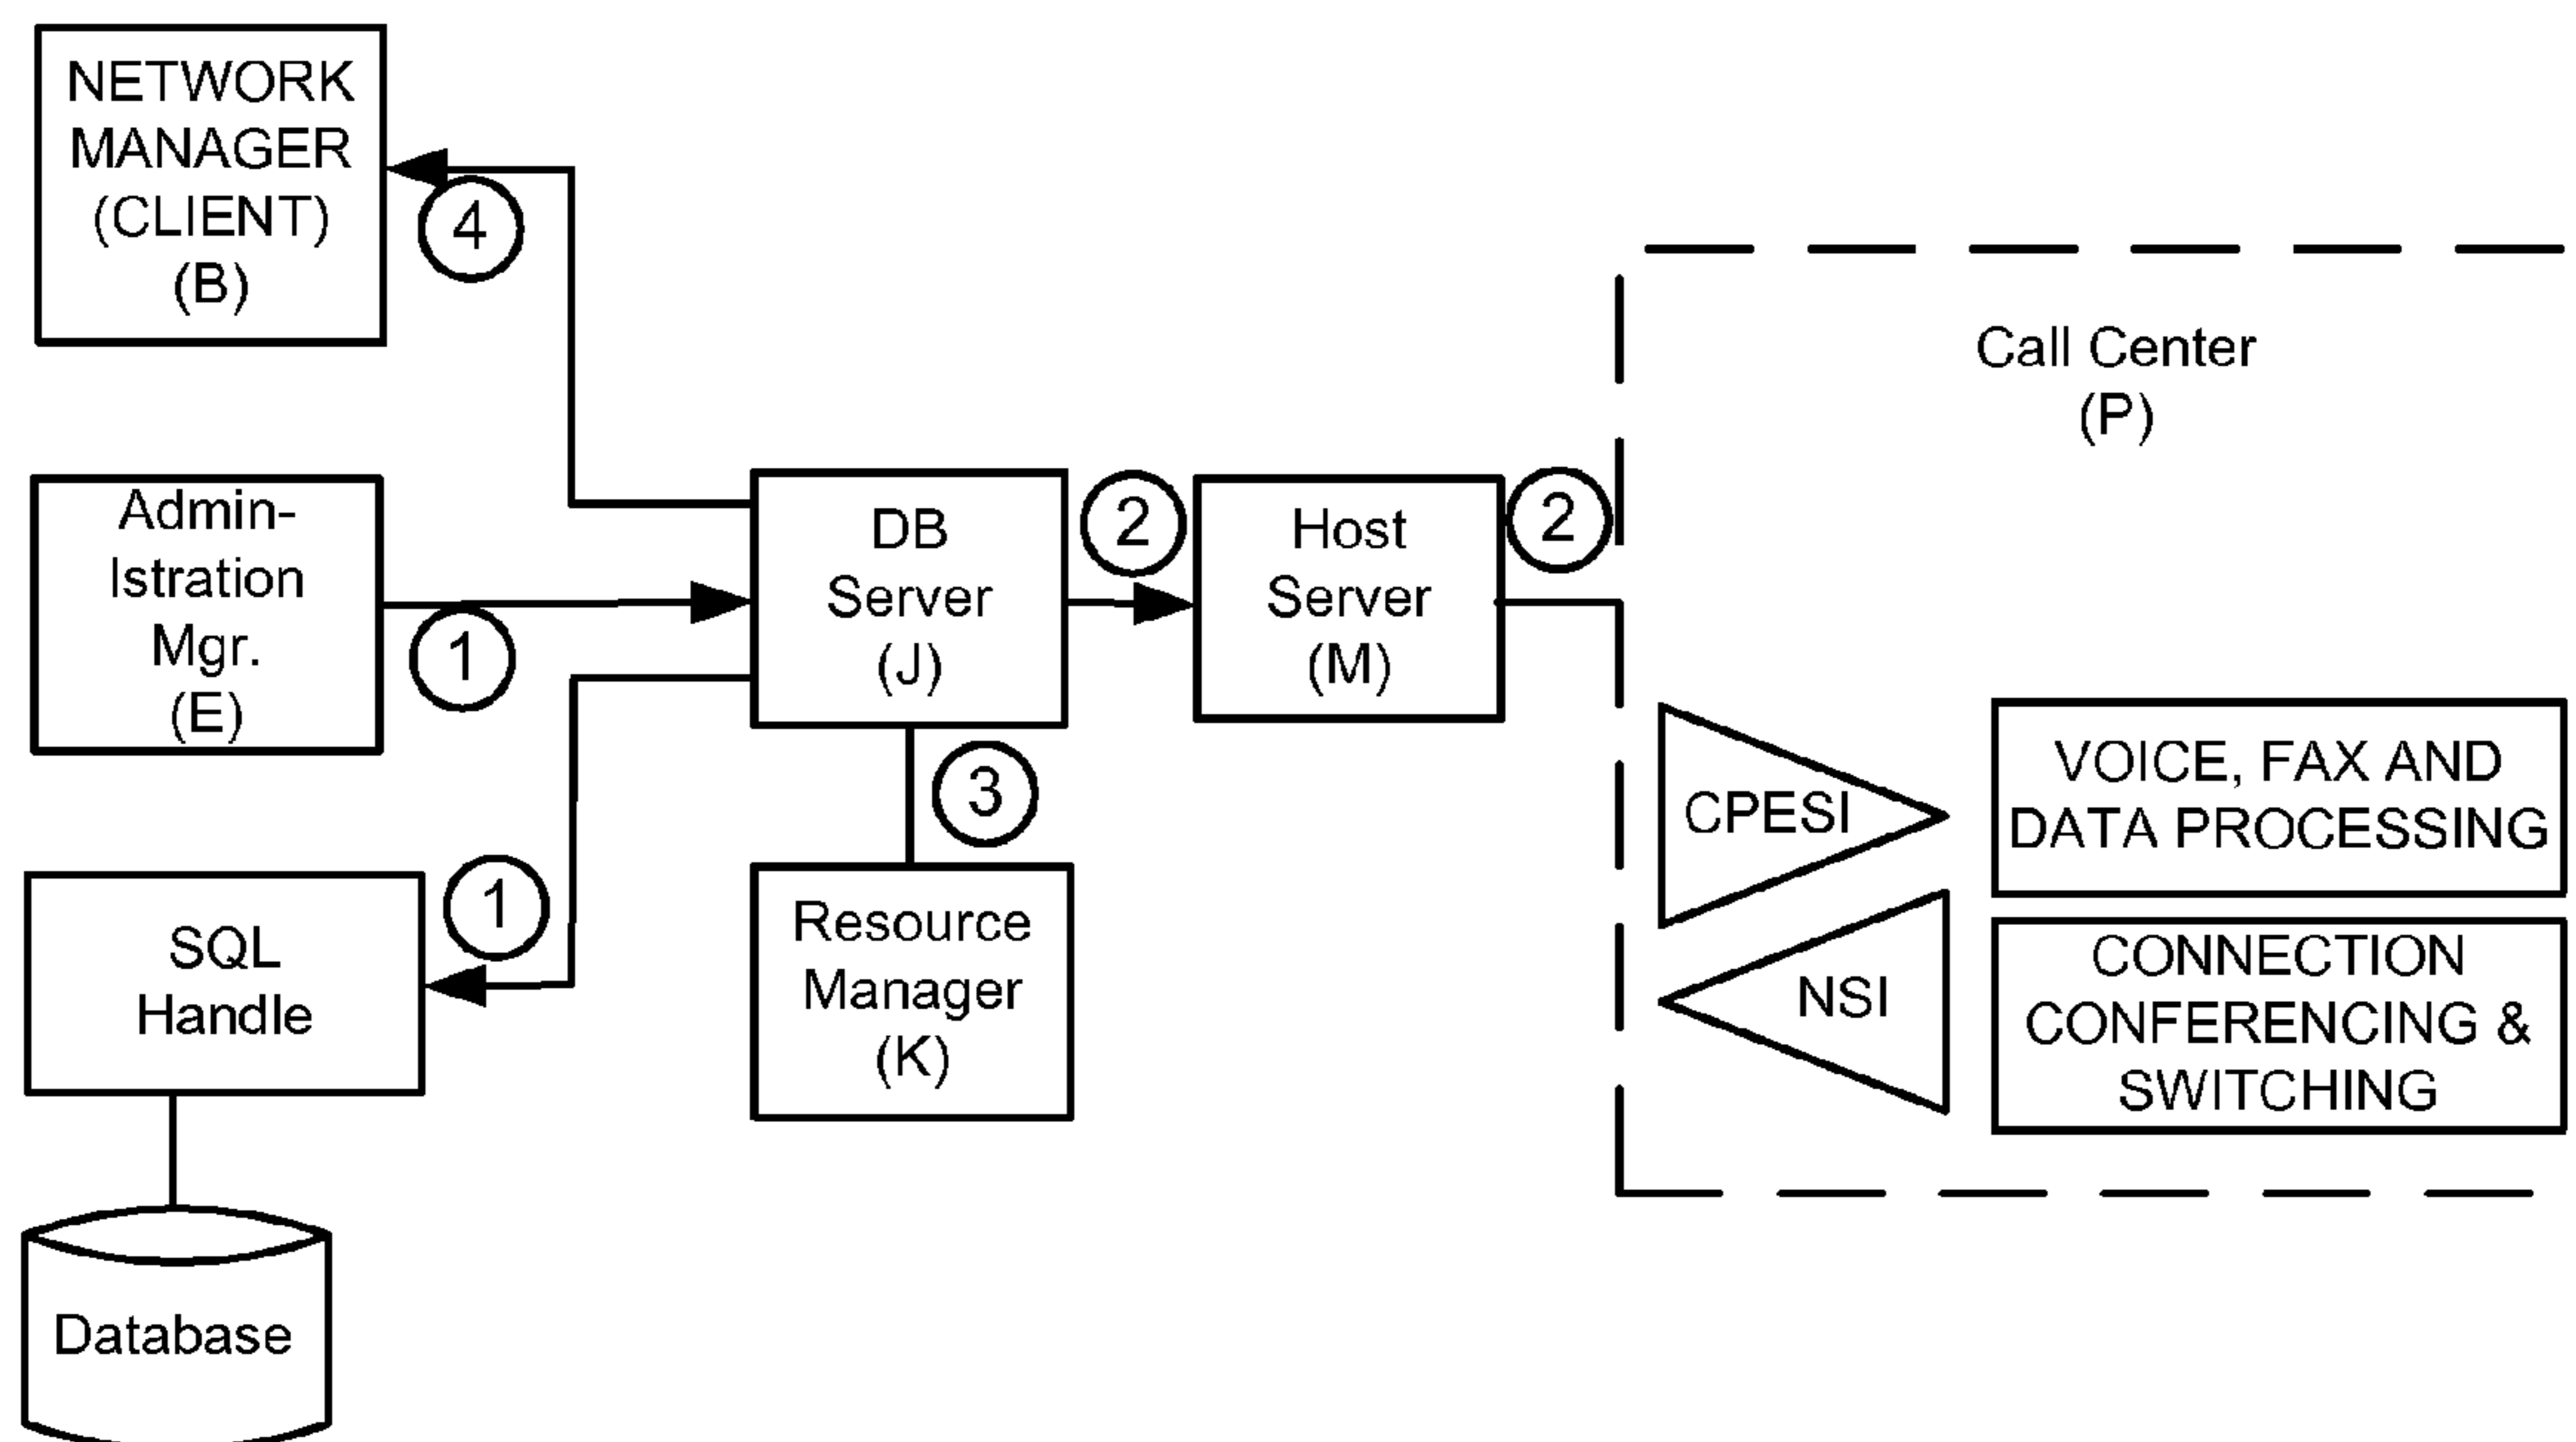 NETWORK
MANAGER
(CLIENT)
(B)
4
Call Center
(P)
Admin-
Istration
Mgr.
(E)
1
DB
Server
(J)
2
Host
Server
(M)
2
3
1
SQL
Handle
Resource
Manager
(K)
CPESI
VOICE, FAX AND
DATA PROCESSING
NSI
CONNECTION
CONFERENCING &
SWITCHING
Database